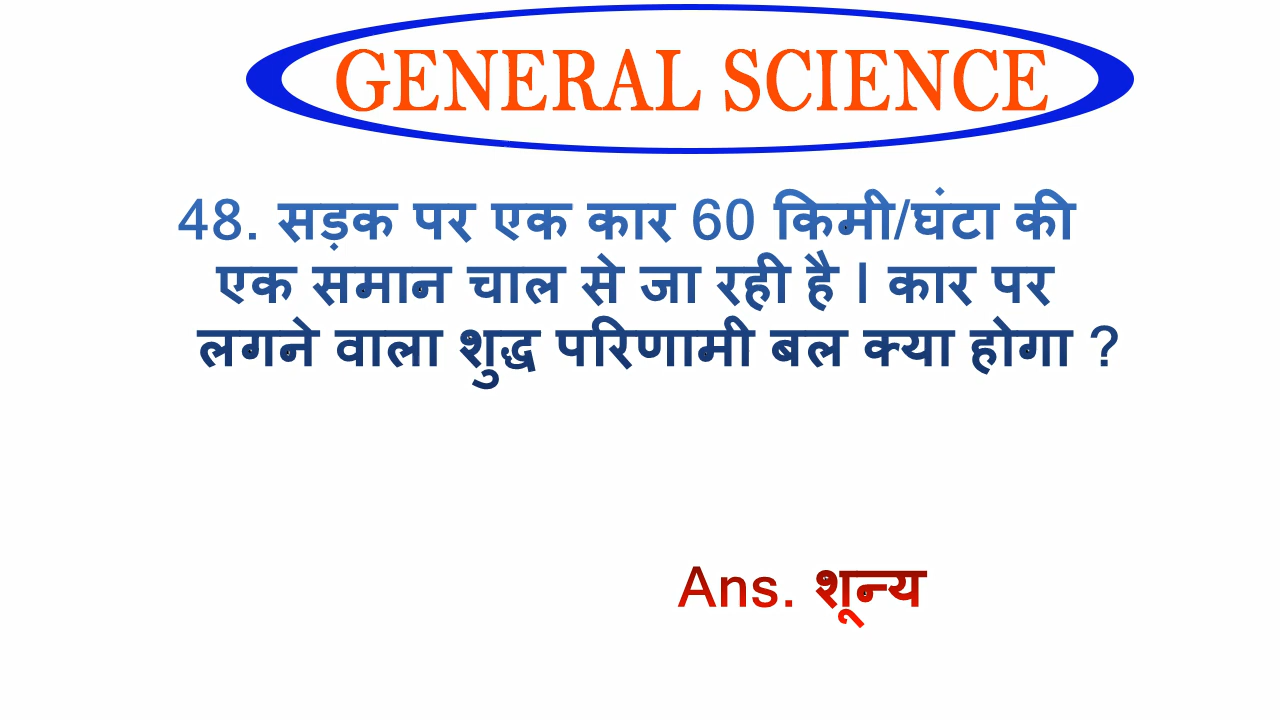 GENERAL SCIENCE
48. सड़क पर एक कार 60 किमी/घंटा की
एक समान चाल से जा रही है l कार पर
लगने वाला शुद्ध परिणामी बल क्या होगा ?
Ans. शून्य